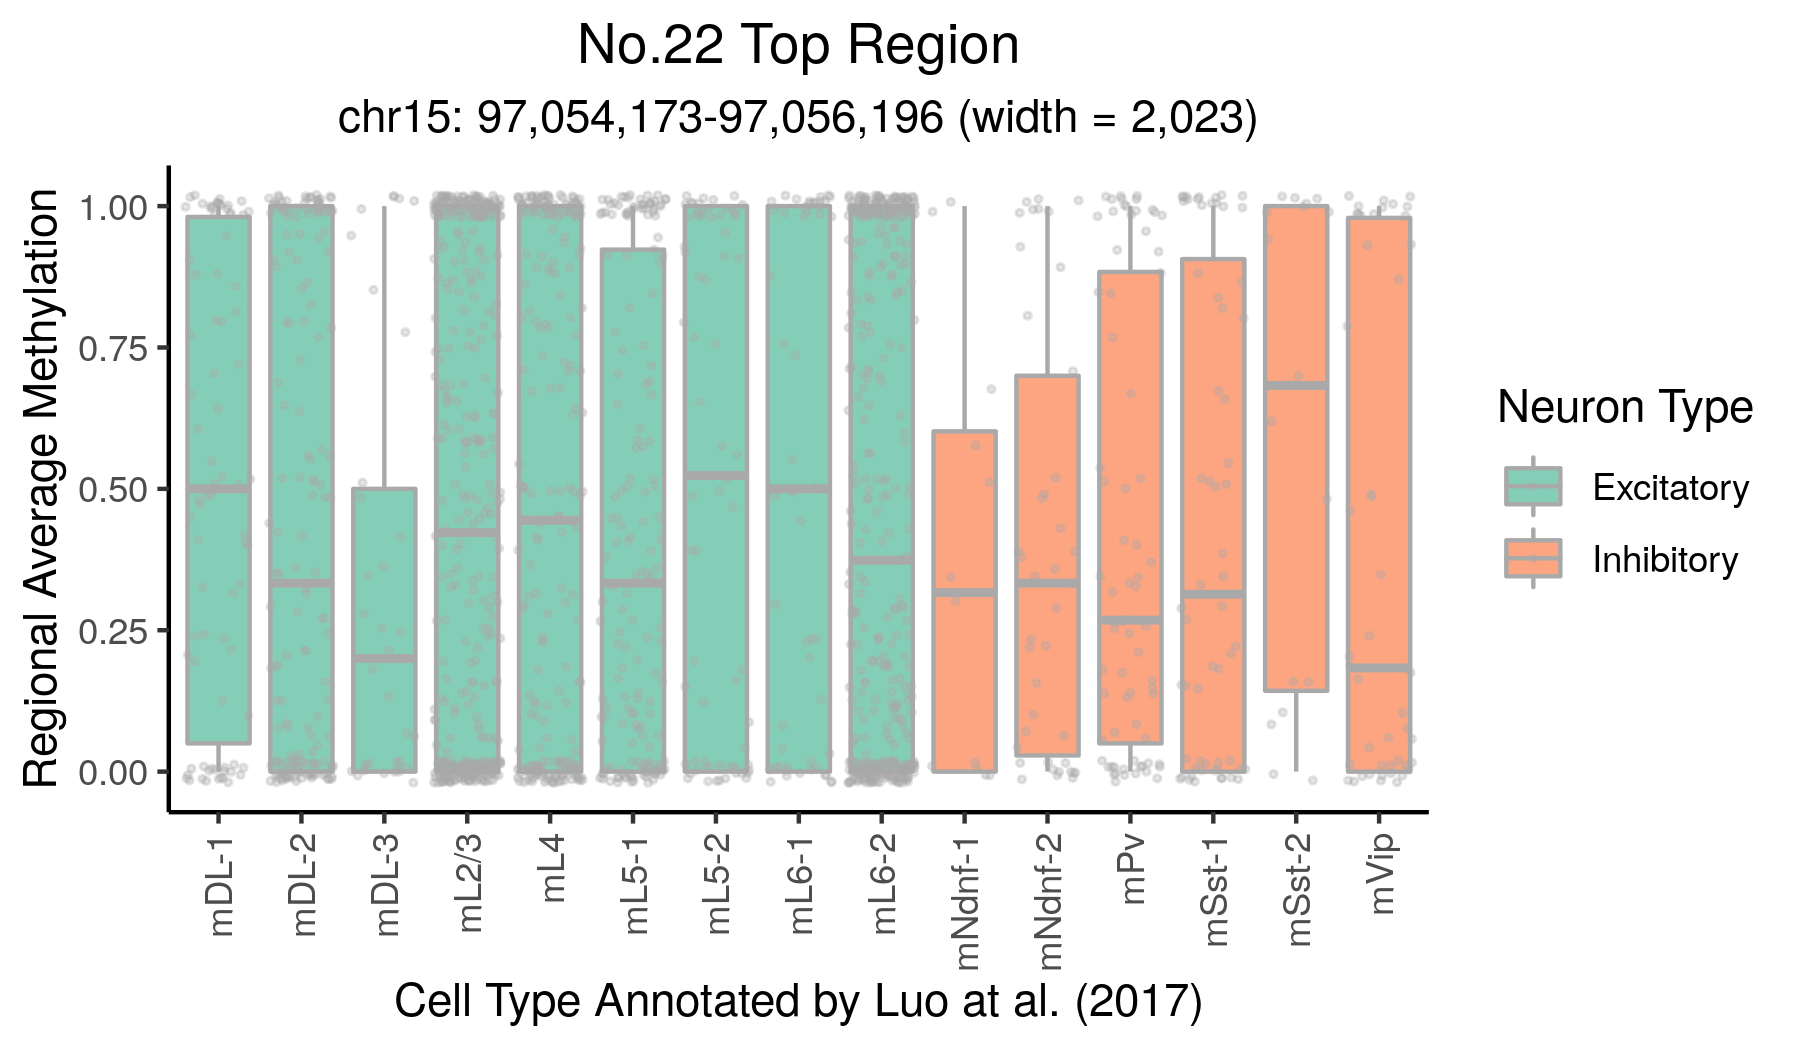 No.22 Top Region
chr15: 97,054,173-97,056,196 (width = 2,023)
Regional Average Methylation
1.00
0.75
0.50
0.25
0.00
mDL-1
mDL-2
mDL-3
mL2/3
mL4
mL5-1
mL5-2
mL6-1
mL6-2
mNdnf-1
mNdnf-2
mPv
mSst-1
mSst-2
mVip
Cell Type Annotated by Luo at al. (2017)
Neuron Type
Excitatory
Inhibitory